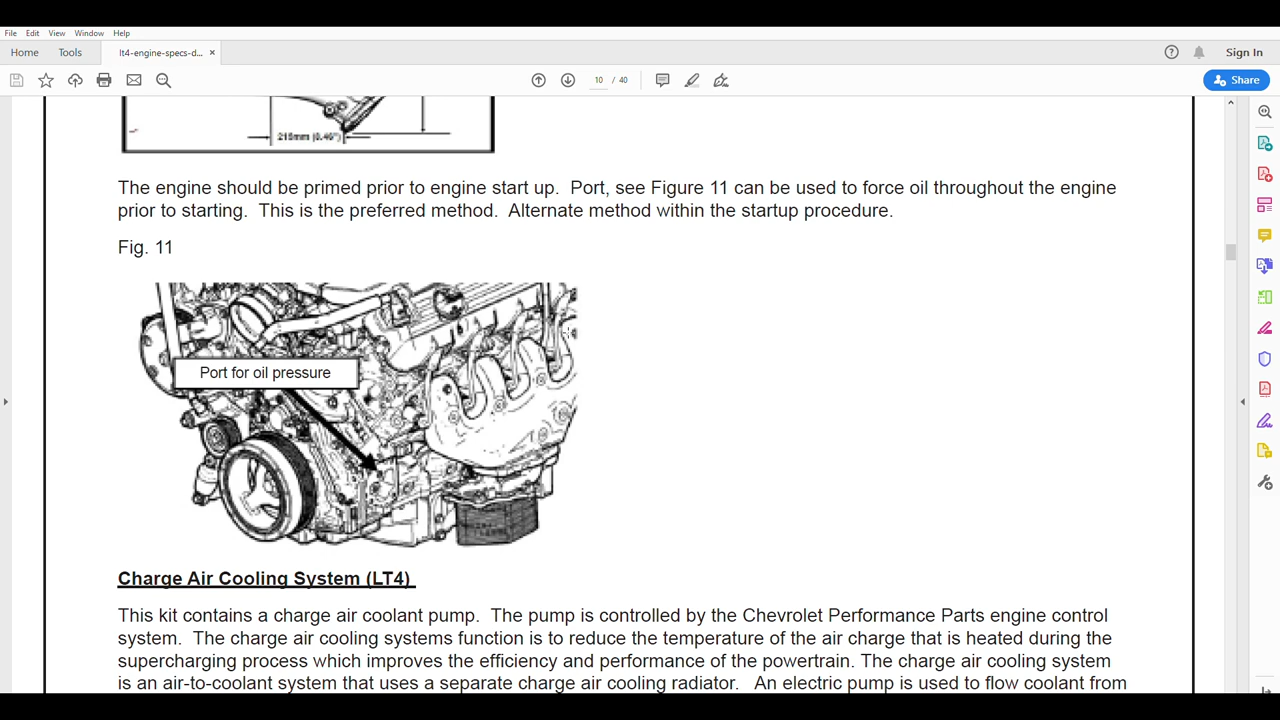 File Edit View Window Help
Home Tools lt4-engine-specs-d... × Sign In
10 / 40 Share
215mm (0.46")
The engine should be primed prior to engine start up. Port, see Figure 11 can be used to force oil throughout the engine
prior to starting. This is the preferred method. Alternate method within the startup procedure.
Fig. 11
Port for oil pressure
Charge Air Cooling System (LT4)
This kit contains a charge air coolant pump. The pump is controlled by the Chevrolet Performance Parts engine control
system. The charge air cooling systems function is to reduce the temperature of the air charge that is heated during the
supercharging process which improves the efficiency and performance of the powertrain. The charge air cooling system
is an air-to-coolant system that uses a separate charge air cooling radiator. An electric pump is used to flow coolant from